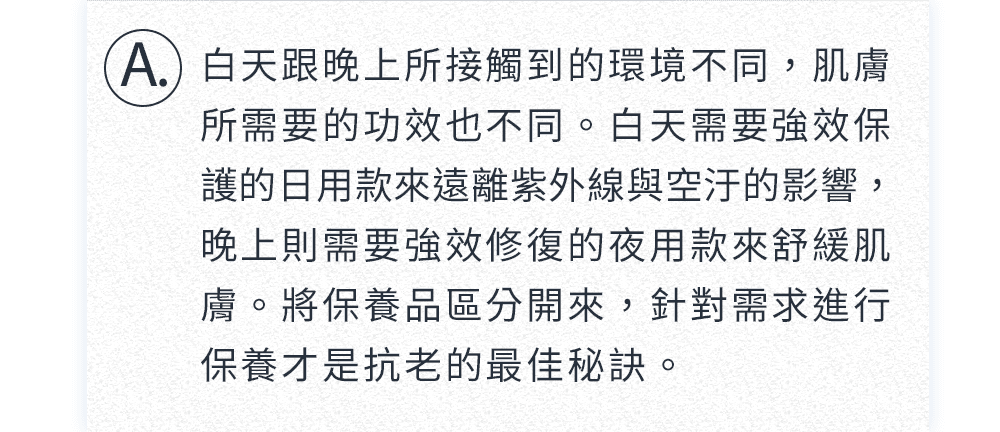 A. 白天跟晚上所接觸到的環境不同，肌膚
所需要的功效也不同。白天需要強效保
護的日用款來遠離紫外線與空汙的影響，
晚上則需要強效修復的夜用款來舒緩肌
膚。將保養品區分開來，針對需求進行
保養才是抗老的最佳秘訣。